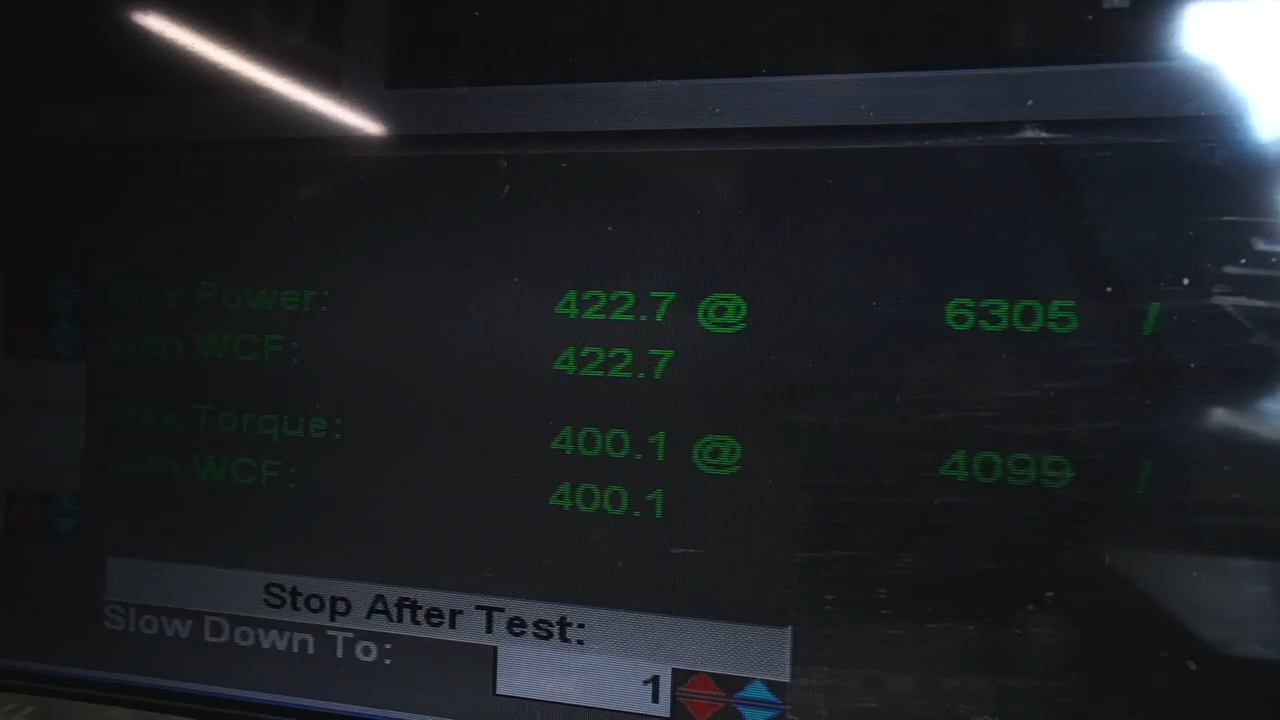 Max Power: 422.7 @ 6305 /
with WCF: 422.7
Max Torque: 400.1 @ 4099 /
with WCF: 400.1
Stop After Test:
Slow Down To: 1